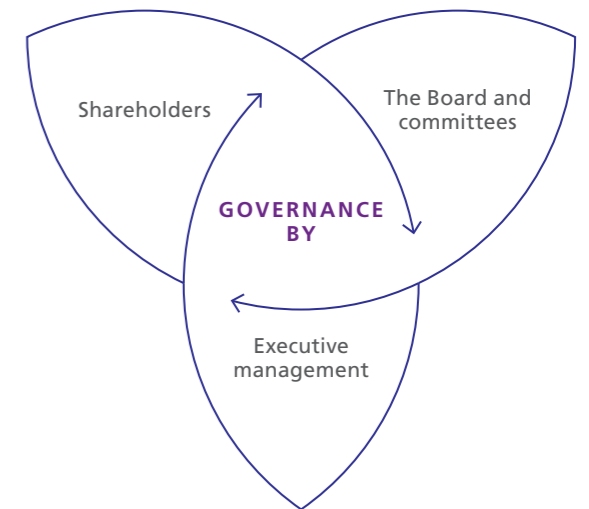 Shareholders
The Board and
committees
GOVERNANCE
BY
Executive
management